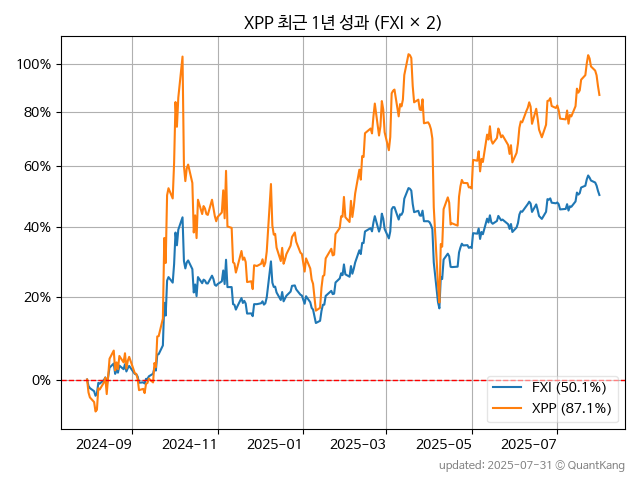 XPP 최근 1년 성과 (FXI × 2)
100%
80%
60%
40%
20%
0%
FXI (50.1%)
XPP (87.1%)
2024-09 2024-11 2025-01 2025-03 2025-05 2025-07
updated: 2025-07-31 © QuantKang